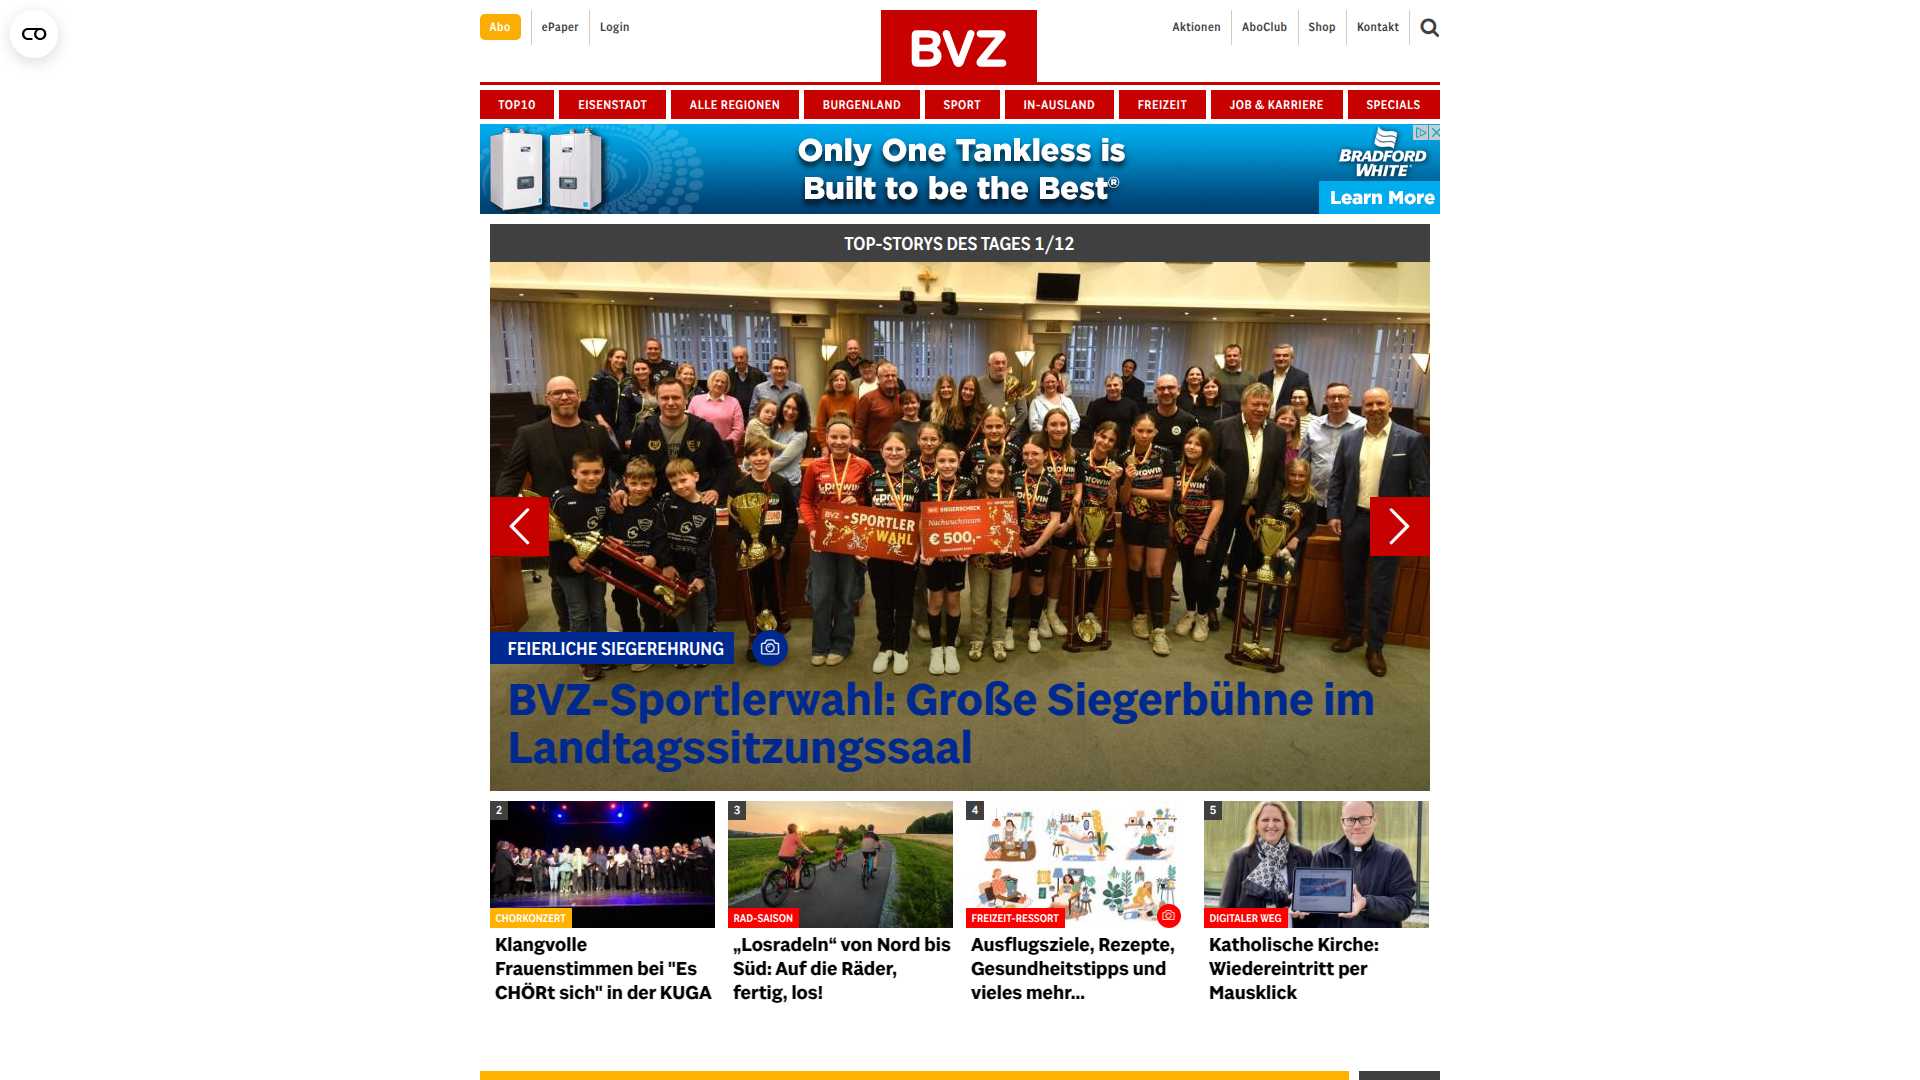 Abo
ePaper
Login
BVZ
Aktionen
AboClub
Shop
Kontakt
TOP10
EISENSTADT
ALLE REGIONEN
BURGENLAND
SPORT
IN-AUSLAND
FREIZEIT
JOB & KARRIERE
SPECIALS
Only One Tankless is
Built to be the Best®
BRADFORD
WHITE
Learn More
TOP-STORYS DES TAGES 1/12
BVZ -SPORTLER
WAHL
SIEGERSCHECK
Nachwuchsteam
€ 500,-
FEIERLICHE SIEGEREHRUNG
BVZ-Sportlerwahl: Große Siegerbühne im
Landtagssitzungssaal
2
CHORKONZERT
Klangvolle
Frauenstimmen bei "Es
CHÖRt sich" in der KUGA
3
RAD-SAISON
„Losradeln“ von Nord bis
Süd: Auf die Räder,
fertig, los!
4
FREIZEIT-RESSORT
Ausflugsziele, Rezepte,
Gesundheitstipps und
vieles mehr...
5
DIGITALER WEG
Katholische Kirche:
Wiedereintritt per
Mausklick